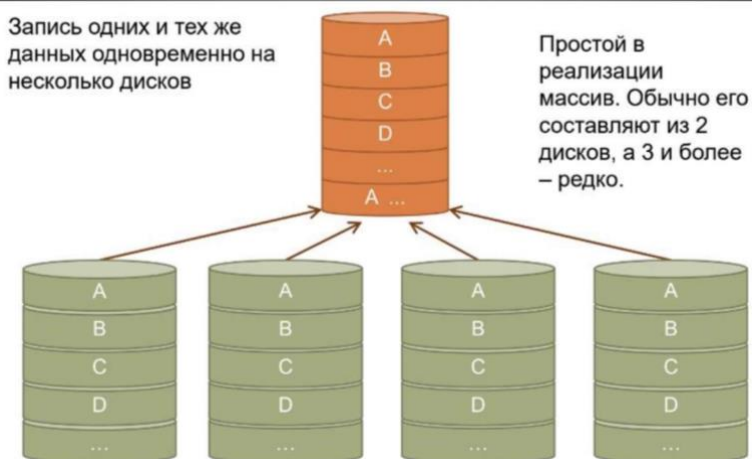 Запись одних и тех же
данных одновременно на
несколько дисков
Простой в
реализации
массив. Обычно его
составляют из 2
дисков, а 3 и более
– редко.
A
B
C
D
...
A ...
A
B
C
D
...
A
B
C
D
...
A
B
C
D
...
A
B
C
D
...